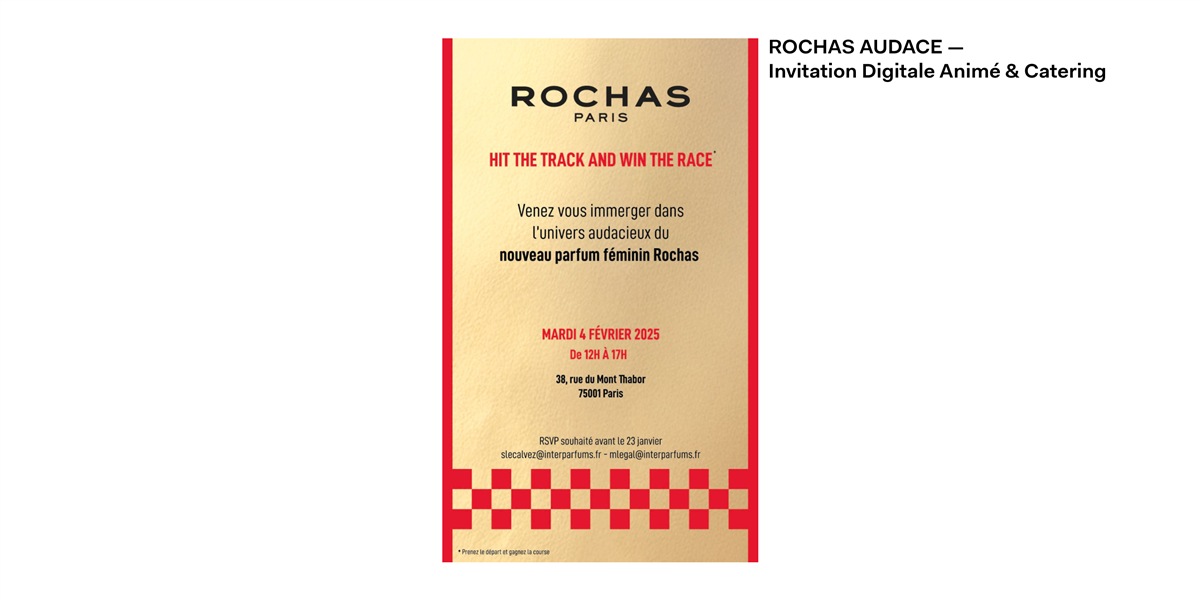 ROCHAS AUDACE —
Invitation Digitale Animé & Catering
ROCHAS
PARIS
HIT THE TRACK AND WIN THE RACE*
Venez vous immerger dans
l'univers audacieux du
nouveau parfum féminin Rochas
MARDI 4 FÉVRIER 2025
De 12H À 17H
38, rue du Mont Thabor
75001 Paris
RSVP souhaité avant le 23 janvier
slecalvez@interparfums.fr - mlegal@interparfums.fr
* Prenez le départ et gagnez la course